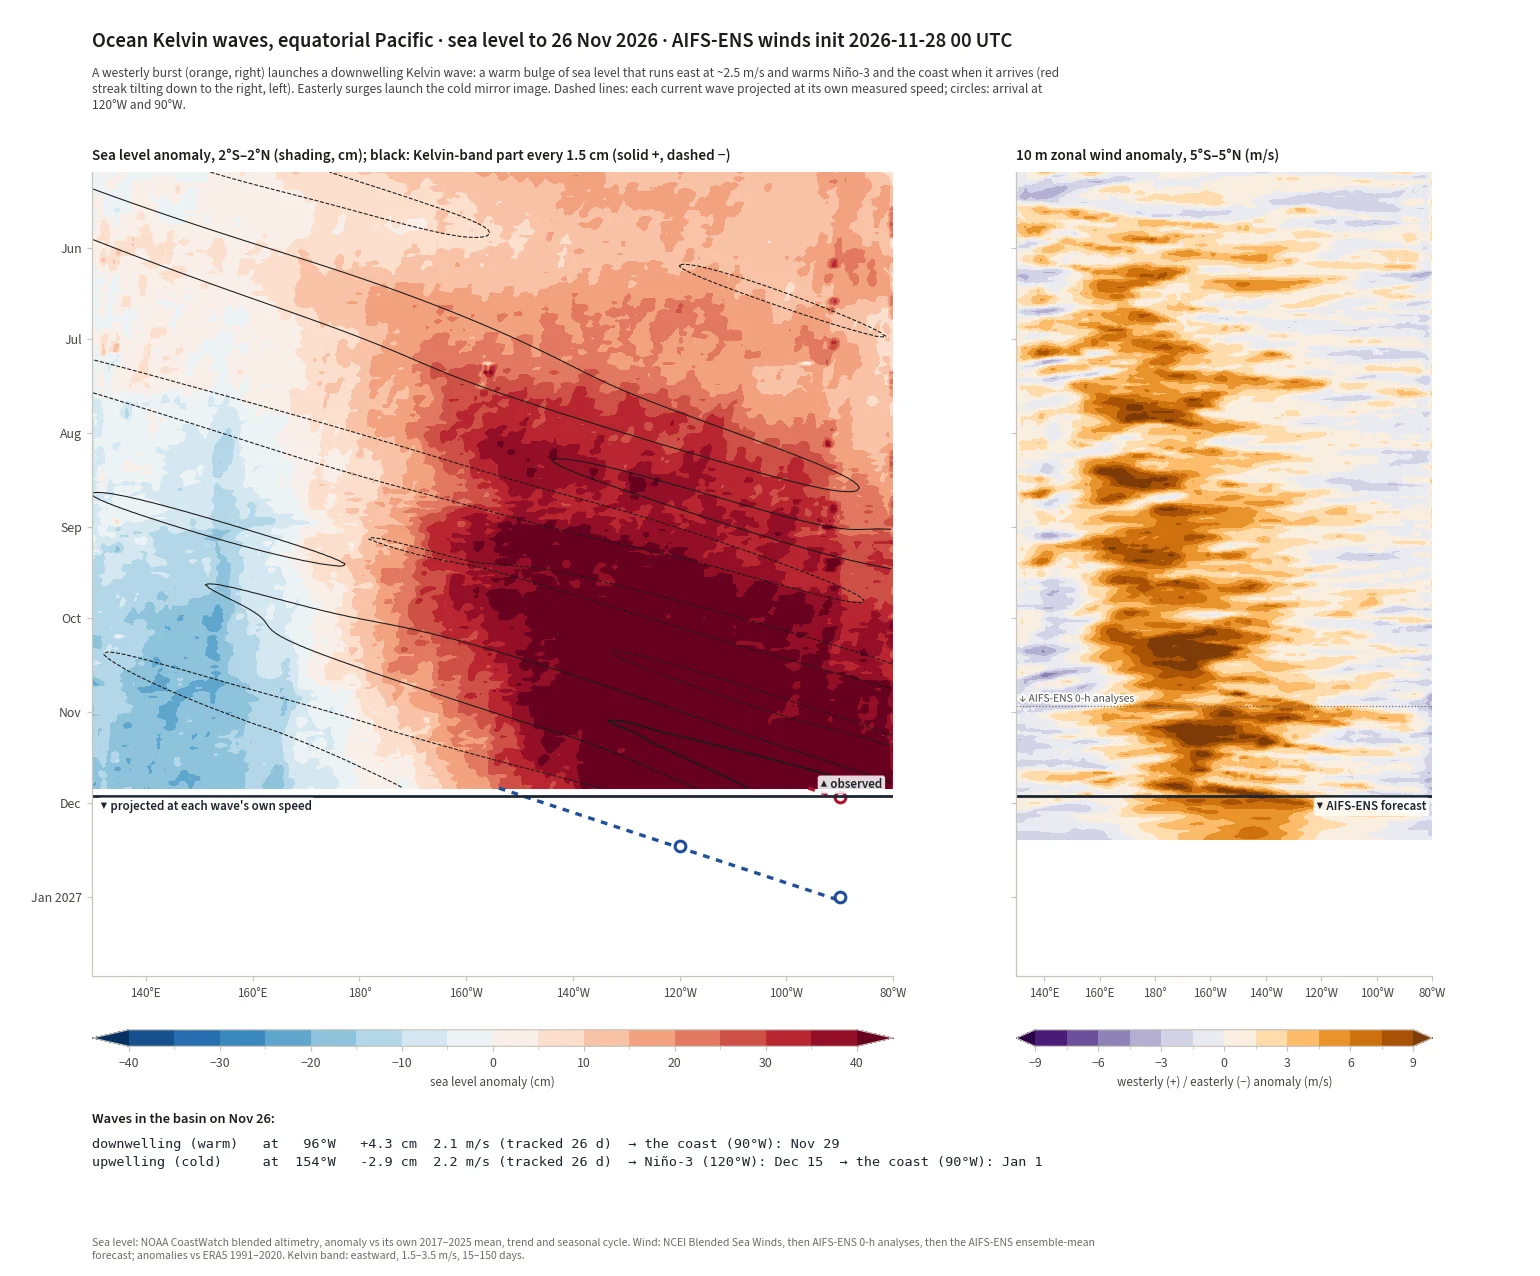 Ocean Kelvin waves, equatorial Pacific · sea level to 26 Nov 2026 · AIFS-ENS winds init 2026-11-28 00 UTC
A westerly burst (orange, right) launches a downwelling Kelvin wave: a warm bulge of sea level that runs east at ~2.5 m/s and warms Niño-3 and the coast when it arrives (red
streak tilting down to the right, left). Easterly surges launch the cold mirror image. Dashed lines: each current wave projected at its own measured speed; circles: arrival at
120°W and 90°W.
Sea level anomaly, 2°S–2°N (shading, cm); black: Kelvin-band part every 1.5 cm (solid +, dashed −)
Jun
Jul
Aug
Sep
Oct
Nov
Dec
Jan 2027
▲ observed
▼ projected at each wave's own speed
140°E 160°E 180° 160°W 140°W 120°W 100°W 80°W
−40 −30 −20 −10 0 10 20 30 40
sea level anomaly (cm)
10 m zonal wind anomaly, 5°S–5°N (m/s)
↓ AIFS-ENS 0-h analyses
▼ AIFS-ENS forecast
140°E 160°E 180° 160°W 140°W 120°W 100°W 80°W
−9 −6 −3 0 3 6 9
westerly (+) / easterly (−) anomaly (m/s)
Waves in the basin on Nov 26:
downwelling (warm) at 96°W +4.3 cm 2.1 m/s (tracked 26 d) → the coast (90°W): Nov 29
upwelling (cold) at 154°W -2.9 cm 2.2 m/s (tracked 26 d) → Niño-3 (120°W): Dec 15 → the coast (90°W): Jan 1
Sea level: NOAA CoastWatch blended altimetry, anomaly vs its own 2017–2025 mean, trend and seasonal cycle. Wind: NCEI Blended Sea Winds, then AIFS-ENS 0-h analyses, then the AIFS-ENS ensemble-mean
forecast; anomalies vs ERA5 1991–2020. Kelvin band: eastward, 1.5–3.5 m/s, 15–150 days.